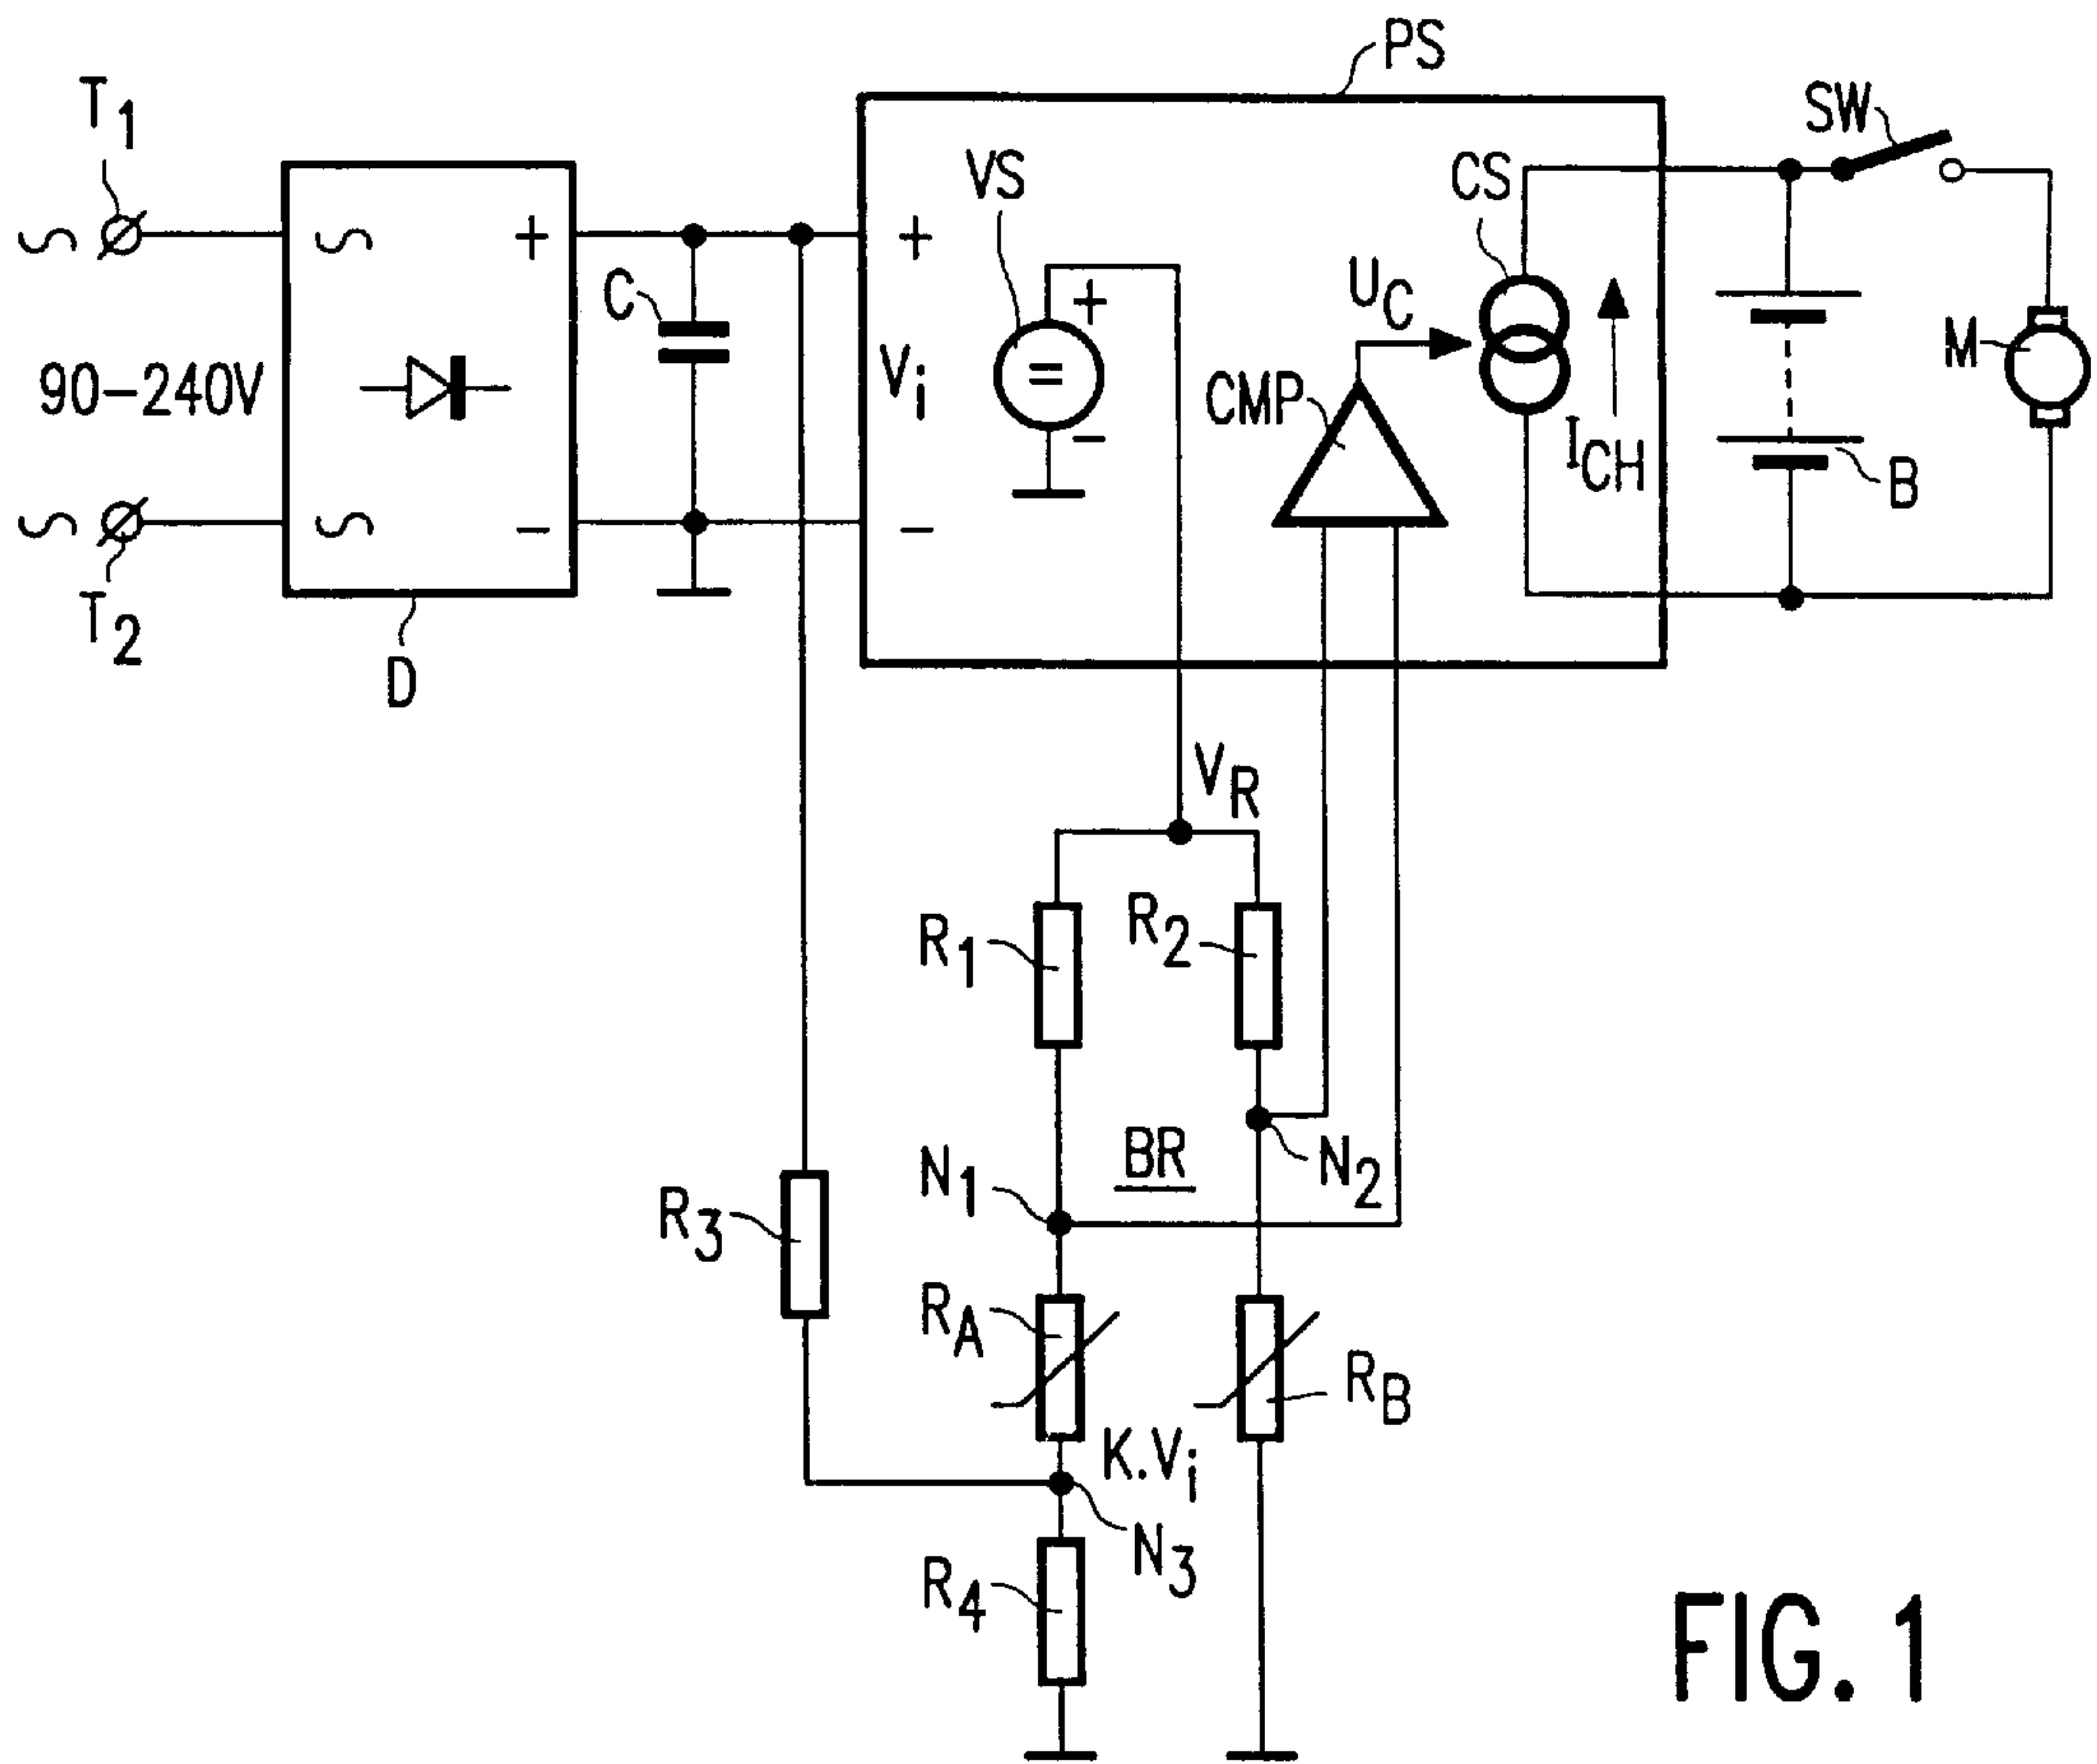 PS
T1
SW
VS
CS
+
+
+
C
UC
Vi
M
90-240V
=
CMP
ICH
B
−
−
−
T2
D
VR
R1
R2
N1
BR
N2
R3
RA
RB
K.Vi
N3
R4
FIG. 1